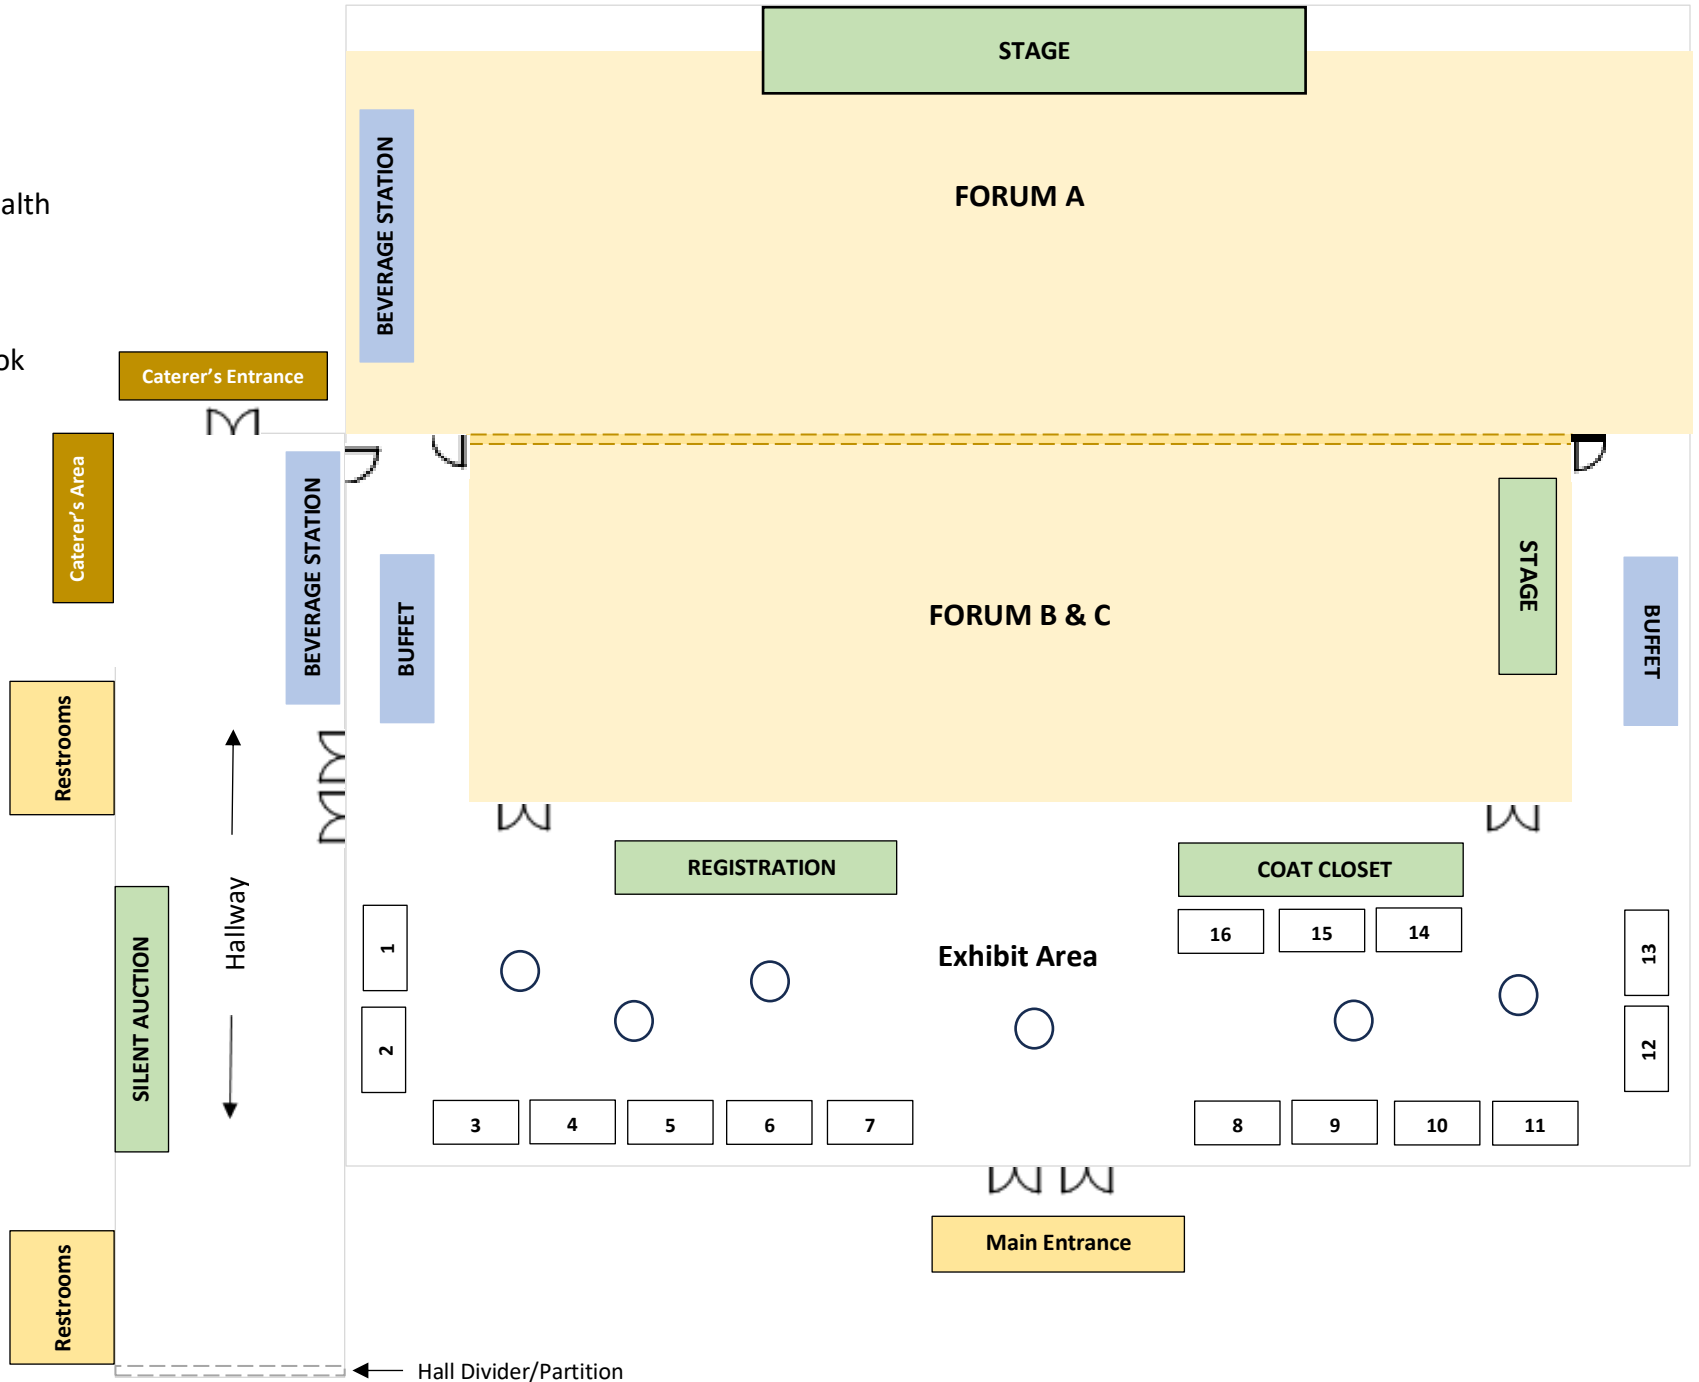 STAGE
BEVERAGE STATION
FORUM A
alth
ok
Caterer's Entrance
Caterer's Area
BEVERAGE STATION
BUFFET
FORUM B & C
STAGE
BUFFET
Restrooms
Hallway
SILENT AUCTION
REGISTRATION
COAT CLOSET
1
2
Exhibit Area
16
15
14
13
12
3
4
5
6
7
8
9
10
11
Main Entrance
Restrooms
Hall Divider/Partition